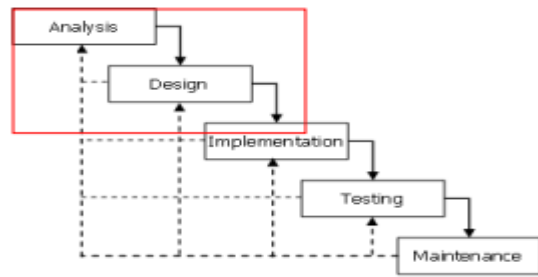 Analysis
Design
Implementation
Testing
Maintenance